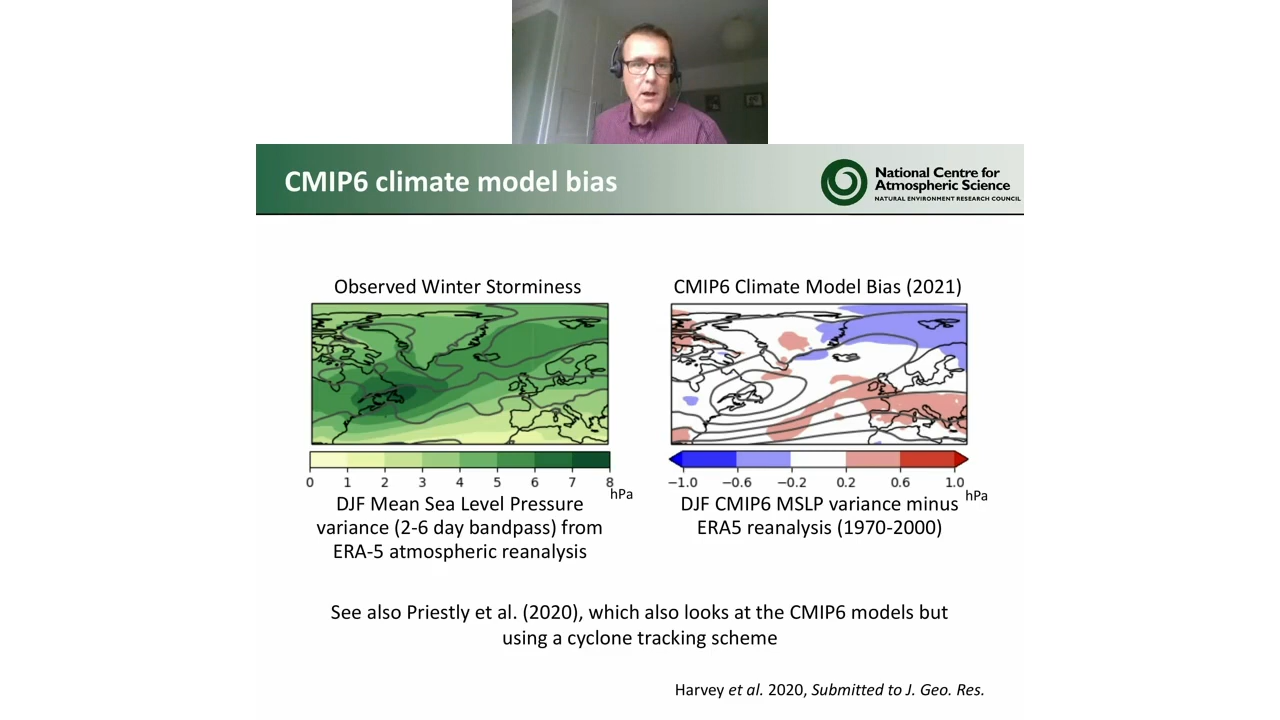 CMIP6 climate model bias
National Centre for
Atmospheric Science
NATURAL ENVIRONMENT RESEARCH COUNCIL
Observed Winter Storminess
0 1 2 3 4 5 6 7 8
hPa
DJF Mean Sea Level Pressure
variance (2-6 day bandpass) from
ERA-5 atmospheric reanalysis
CMIP6 Climate Model Bias (2021)
−1.0 −0.6 −0.2 0.2 0.6 1.0
hPa
DJF CMIP6 MSLP variance minus
ERA5 reanalysis (1970-2000)
See also Priestly et al. (2020), which also looks at the CMIP6 models but
using a cyclone tracking scheme
Harvey et al. 2020, Submitted to J. Geo. Res.